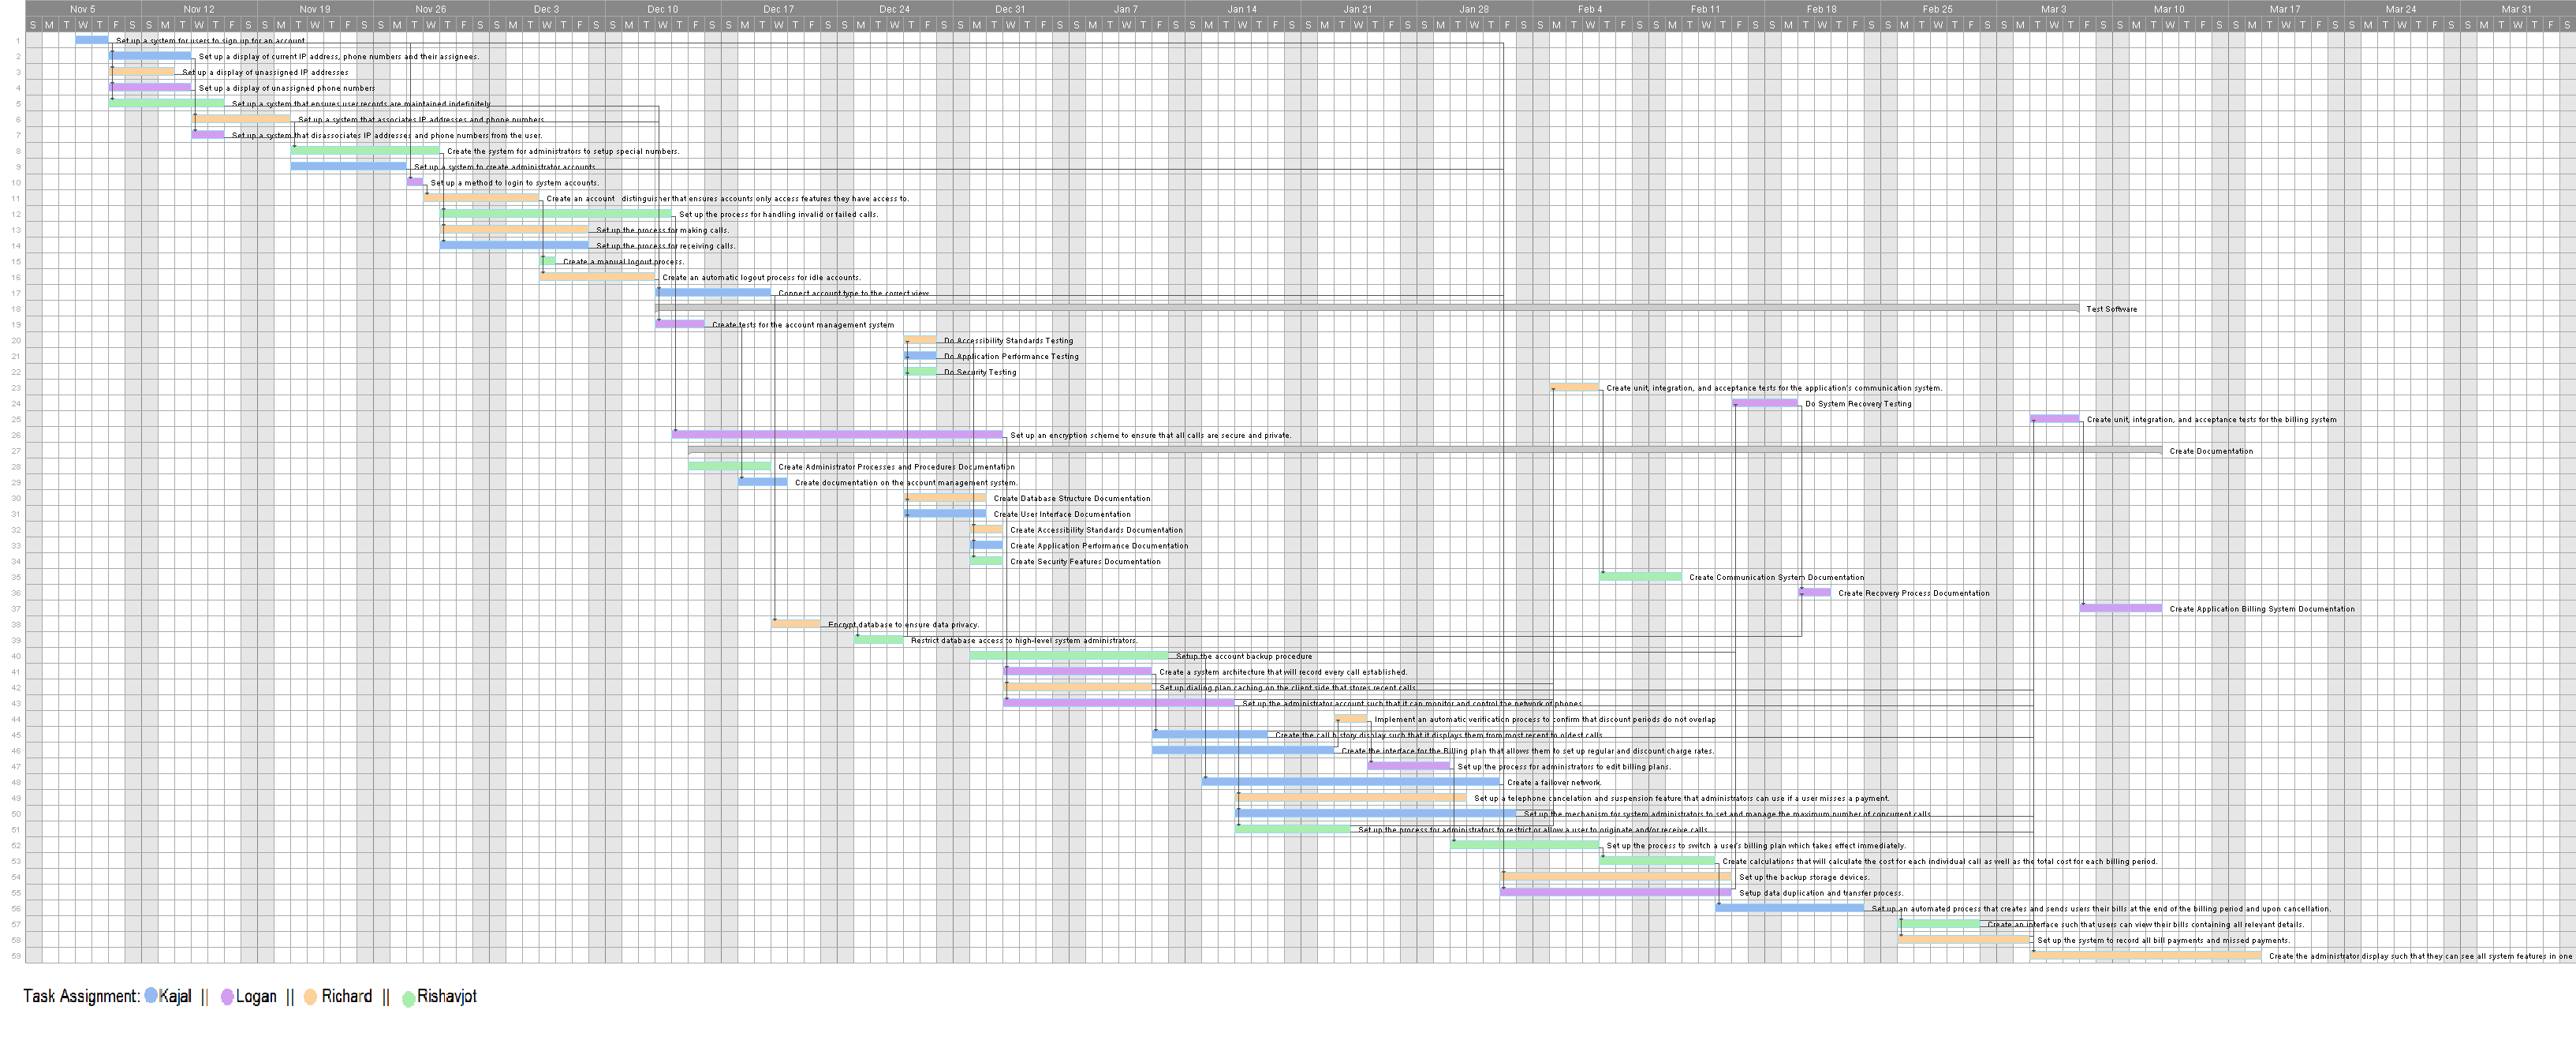 Nov 5 Nov 12 Nov 19 Nov 26 Dec 3 Dec 10 Dec 17 Dec 24 Dec 31 Jan 7 Jan 14 Jan 21 Jan 28 Feb 4 Feb 11 Feb 18 Feb 25 Mar 3 Mar 10 Mar 17 Mar 24 Mar 31
S M T W T F S S M T W T F S S M T W T F S S M T W T F S S M T W T F S S M T W T F S S M T W T F S S M T W T F S S M T W T F S S M T W T F S S M T W T F S S M T W T F S S M T W T F S S M T W T F S S M T W T F S S M T W T F S S M T W T F S S M T W T F S S M T W T F S S M T W T F S S M T W T F S S M T W T F S
1 Set up a system for users to sign up for an account
2 Set up a display of current IP address, phone numbers and their assignees.
3 Set up a display of unassigned IP addresses
4 Set up a display of unassigned phone numbers
5 Set up a system that ensures user records are maintained indefinitely
6 Set up a system that associates IP addresses and phone numbers
7 Set up a system that disassociates IP addresses and phone numbers from the user.
8 Create the system for administrators to setup special numbers.
9 Set up a system to create administrator accounts
10 Set up a method to login to system accounts.
11 Create an account distinguisher that ensures accounts only access features they have access to.
12 Set up the process for handling invalid or failed calls.
13 Set up the process for making calls.
14 Set up the process for receiving calls.
15 Create a manual logout process.
16 Create an automatic logout process for idle accounts.
17 Connect account type to the correct view
18 Test Software
19 Create tests for the account management system
20 Do Accessibility Standards Testing
21 Do Application Performance Testing
22 Do Security Testing
23 Create unit, integration, and acceptance tests for the application's communication system.
24 Do System Recovery Testing
25 Create unit, integration, and acceptance tests for the billing system
26 Set up an encryption scheme to ensure that all calls are secure and private.
27 Create Documentation
28 Create Administrator Processes and Procedures Documentation
29 Create documentation on the account management system.
30 Create Database Structure Documentation
31 Create User Interface Documentation
32 Create Accessibility Standards Documentation
33 Create Application Performance Documentation
34 Create Security Features Documentation
35 Create Communication System Documentation
36 Create Recovery Process Documentation
37 Create Application Billing System Documentation
38 Encrypt database to ensure data privacy.
39 Restrict database access to high-level system administrators.
40 Setup the account backup procedure
41 Create a system architecture that will record every call established.
42 Set up dialing plan caching on the client side that stores recent calls
43 Set up the administrator account such that it can monitor and control the network of phones
44 Implement an automatic verification process to confirm that discount periods do not overlap
45 Create the call history display such that it displays them from most recent to oldest calls
46 Create the interface for the Billing plan that allows them to set up regular and discount charge rates.
47 Set up the process for administrators to edit billing plans.
48 Create a failover network.
49 Set up a telephone cancelation and suspension feature that administrators can use if a user misses a payment.
50 Set up the mechanism for system administrators to set and manage the maximum number of concurrent calls
51 Set up the process for administrators to restrict or allow a user to originate and/or receive calls
52 Set up the process to switch a user's billing plan which takes effect immediately.
53 Create calculations that will calculate the cost for each individual call as well as the total cost for each billing period.
54 Set up the backup storage devices.
55 Setup data duplication and transfer process.
56 Set up an automated process that creates and sends users their bills at the end of the billing period and upon cancellation.
57 Create an interface such that users can view their bills containing all relevant details.
58 Set up the system to record all bill payments and missed payments.
59 Create the administrator display such that they can see all system features in one
Task Assignment: Kajal || Logan || Richard || Rishavjot